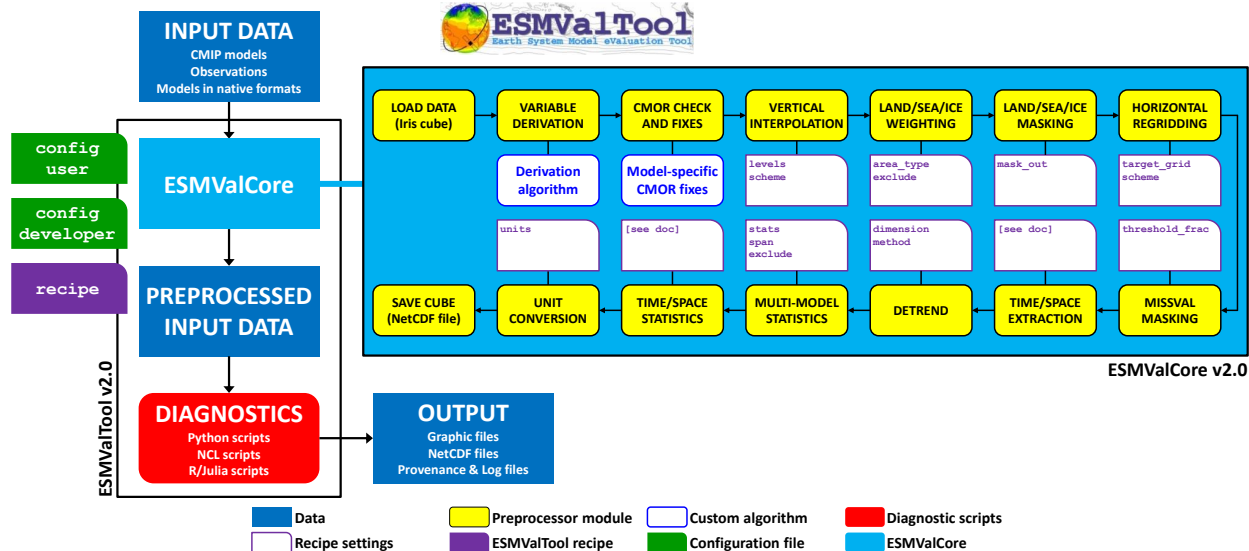 INPUT DATA
CMIP models
Observations
Models in native formats
ESMValTool
Earth System Model eValuation Tool
config
user
config
developer
recipe
ESMValCore
PREPROCESSED
INPUT DATA
DIAGNOSTICS
Python scripts
NCL scripts
R/Julia scripts
ESMValTool v2.0
OUTPUT
Graphic files
NetCDF files
Provenance & Log files
LOAD DATA
(Iris cube)
VARIABLE
DERIVATION
CMOR CHECK
AND FIXES
VERTICAL
INTERPOLATION
LAND/SEA/ICE
WEIGHTING
LAND/SEA/ICE
MASKING
HORIZONTAL
REGRIDDING
Derivation
algorithm
Model-specific
CMOR fixes
levels
scheme
area_type
exclude
mask_out
target_grid
scheme
units
[see doc]
stats
span
exclude
dimension
method
[see doc]
threshold_frac
SAVE CUBE
(NetCDF file)
UNIT
CONVERSION
TIME/SPACE
STATISTICS
MULTI-MODEL
STATISTICS
DETREND
TIME/SPACE
EXTRACTION
MISSVAL
MASKING
ESMValCore v2.0
Data
Preprocessor module
Custom algorithm
Diagnostic scripts
Recipe settings
ESMValTool recipe
Configuration file
ESMValCore